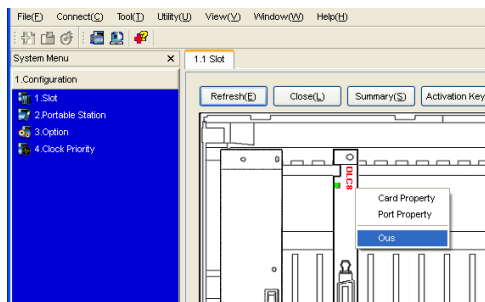 File(F) Connect(C) Tool(T) Utility(U) View(V) Window(W) Help(H)
System Menu
1.1 Slot
1.Configuration
1.Slot
2.Portable Station
3.Option
4.Clock Priority
Refresh(E) Close(L) Summary(S) Activation Key
DLC8
Card Property
Port Property
Ous